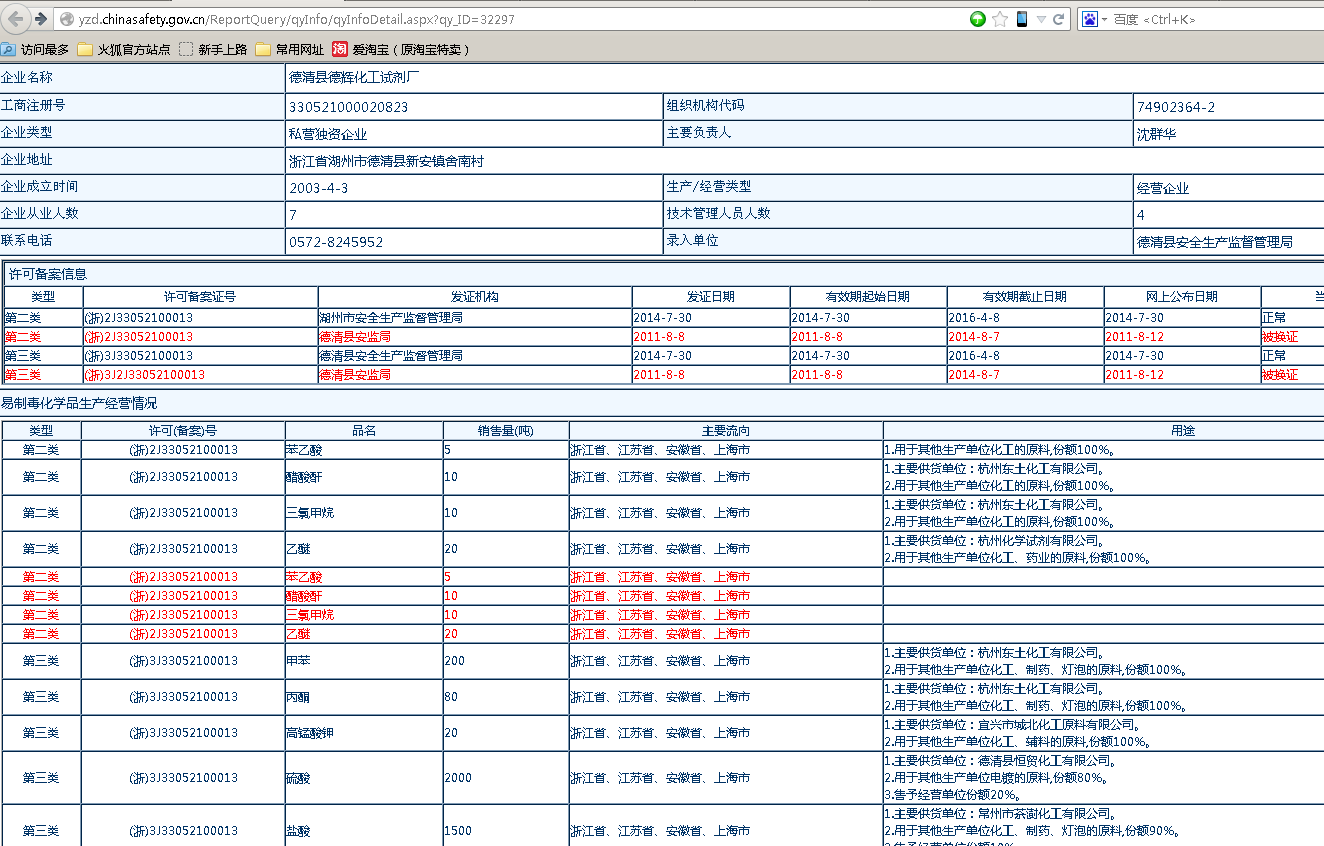 yzd.chinasafety.gov.cn/ReportQuery/qyInfo/qyInfoDetail.aspx?qy_ID=32297 百度 <Ctrl+K>
访问最多 火狐官方站点 新手上路 常用网址 淘 爱淘宝（原淘宝特卖）
企业名称 德清县德辉化工试剂厂
工商注册号 330521000020823 组织机构代码 74902364-2
企业类型 私营独资企业 主要负责人 沈群华
企业地址 浙江省湖州市德清县新安镇舍南村
企业成立时间 2003-4-3 生产/经营类型 经营企业
企业从业人数 7 技术管理人员人数 4
联系电话 0572-8245952 录入单位 德清县安全生产监督管理局
许可备案信息
类型 许可备案证号 发证机构 发证日期 有效期起始日期 有效期截止日期 网上公布日期
第二类 (浙)2J33052100013 湖州市安全生产监督管理局 2014-7-30 2014-7-30 2016-4-8 2014-7-30 正常
第二类 (浙)2J33052100013 德清县安监局 2011-8-8 2011-8-8 2014-8-7 2011-8-12 被换证
第三类 (浙)3J33052100013 德清县安全生产监督管理局 2014-7-30 2014-7-30 2016-4-8 2014-7-30 正常
第三类 (浙)3J2J33052100013 德清县安监局 2011-8-8 2011-8-8 2014-8-7 2011-8-12 被换证
易制毒化学品生产经营情况
类型 许可(备案)号 品名 销售量(吨) 主要流向 用途
第二类 (浙)2J33052100013 苯乙酸 5 浙江省、江苏省、安徽省、上海市 1.用于其他生产单位化工的原料,份额100%。
第二类 (浙)2J33052100013 醋酸酐 10 浙江省、江苏省、安徽省、上海市 1.主要供货单位：杭州东土化工有限公司。
2.用于其他生产单位化工的原料,份额100%。
第二类 (浙)2J33052100013 三氯甲烷 10 浙江省、江苏省、安徽省、上海市 1.主要供货单位：杭州东土化工有限公司。
2.用于其他生产单位化工的原料,份额100%。
第二类 (浙)2J33052100013 乙醚 20 浙江省、江苏省、安徽省、上海市 1.主要供货单位：杭州化学试剂有限公司。
2.用于其他生产单位化工、药业的原料,份额100%。
第二类 (浙)2J33052100013 苯乙酸 5 浙江省、江苏省、安徽省、上海市
第二类 (浙)2J33052100013 醋酸酐 10 浙江省、江苏省、安徽省、上海市
第二类 (浙)2J33052100013 三氯甲烷 10 浙江省、江苏省、安徽省、上海市
第二类 (浙)2J33052100013 乙醚 20 浙江省、江苏省、安徽省、上海市
第三类 (浙)3J33052100013 甲苯 200 浙江省、江苏省、安徽省、上海市 1.主要供货单位：杭州东土化工有限公司。
2.用于其他生产单位化工、制药、灯泡的原料,份额100%。
第三类 (浙)3J33052100013 丙酮 80 浙江省、江苏省、安徽省、上海市 1.主要供货单位：杭州东土化工有限公司。
2.用于其他生产单位化工、制药、灯泡的原料,份额100%。
第三类 (浙)3J33052100013 高锰酸钾 20 浙江省、江苏省、安徽省、上海市 1.主要供货单位：宜兴市城北化工原料有限公司。
2.用于其他生产单位化工、辅料的原料,份额100%。
第三类 (浙)3J33052100013 硫酸 2000 浙江省、江苏省、安徽省、上海市 1.主要供货单位：德清县恒贸化工有限公司。
2.用于其他生产单位电镀的原料,份额80%。
3.售予经营单位份额20%。
第三类 (浙)3J33052100013 盐酸 1500 浙江省、江苏省、安徽省、上海市 1.主要供货单位：常州市茶澍化工有限公司。
2.用于其他生产单位化工、制药、灯泡的原料,份额90%。